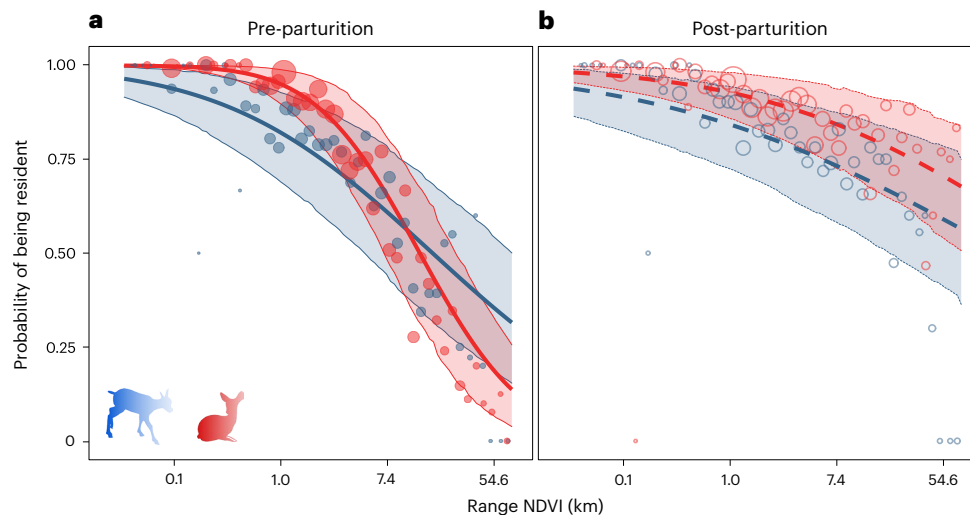 a
Pre-parturition
b
Post-parturition
Probability of being resident
1.00
0.75
0.50
0.25
0
0.1
1.0
7.4
54.6
0.1
1.0
7.4
54.6
Range NDVI (km)